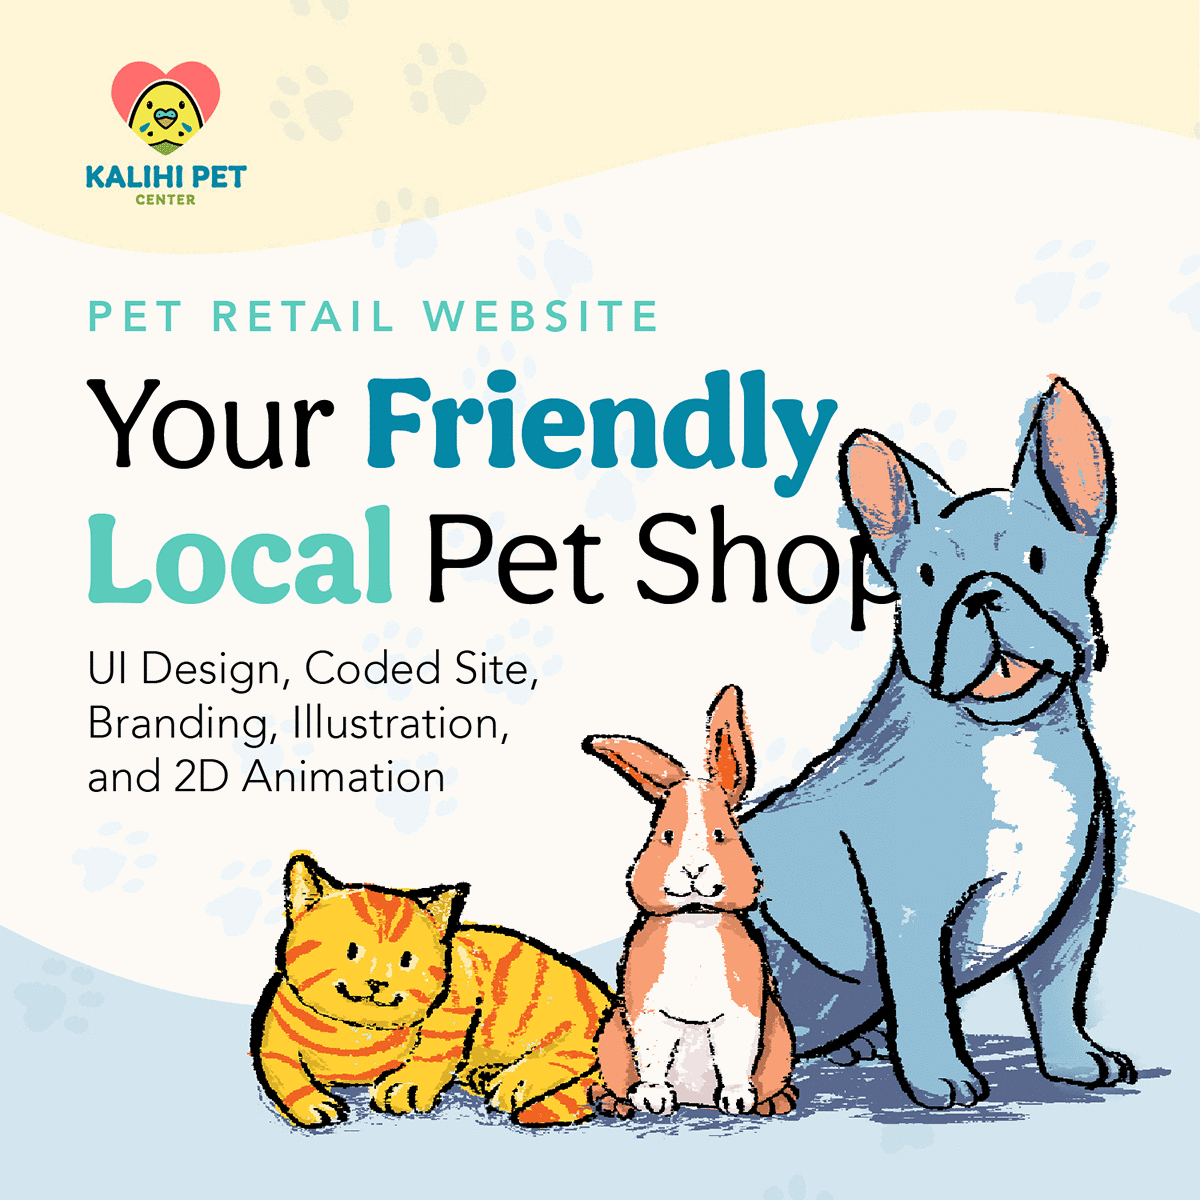 KALIHI PET
CENTER
PET RETAIL WEBSITE
Your Friendly
Local Pet Shop
UI Design, Coded Site,
Branding, Illustration,
and 2D Animation